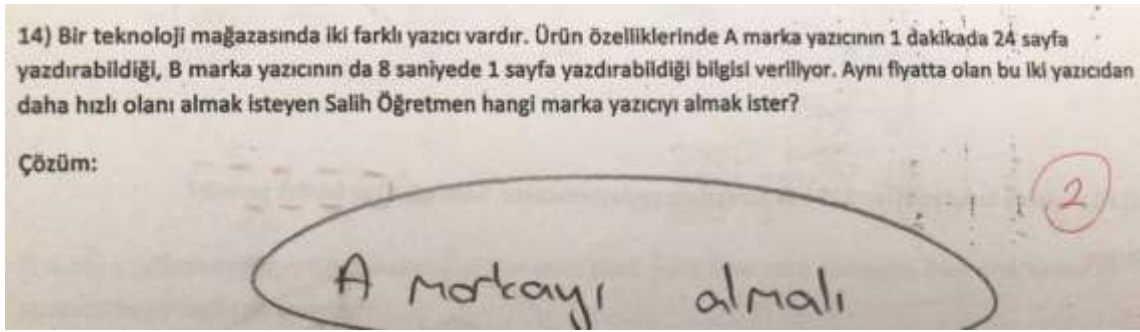 14) Bir teknoloji mağazasında iki farklı yazıcı vardır. Ürün özelliklerinde A marka yazıcının 1 dakikada 24 sayfa
yazdırabildiği, B marka yazıcının da 8 saniyede 1 sayfa yazdırabildiği bilgisi veriliyor. Aynı fiyatta olan bu iki yazıcıdan
daha hızlı olanı almak isteyen Salih Öğretmen hangi marka yazıcıyı almak ister?
Çözüm:
2
A markayı almalı